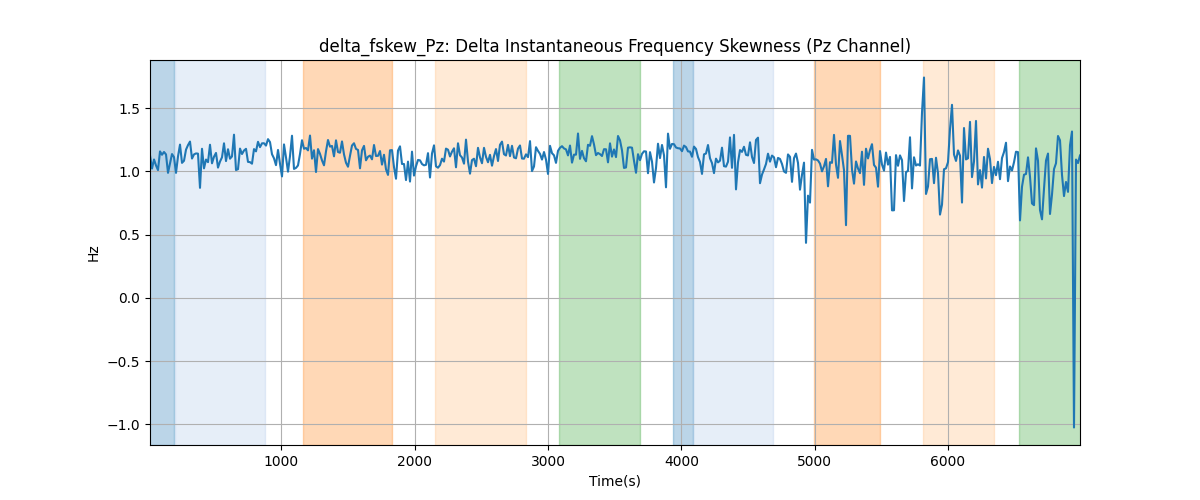 delta_fskew_Pz: Delta Instantaneous Frequency Skewness (Pz Channel)
1.5
1.0
0.5
0.0
−0.5
−1.0
Hz
1000 2000 3000 4000 5000 6000
Time(s)